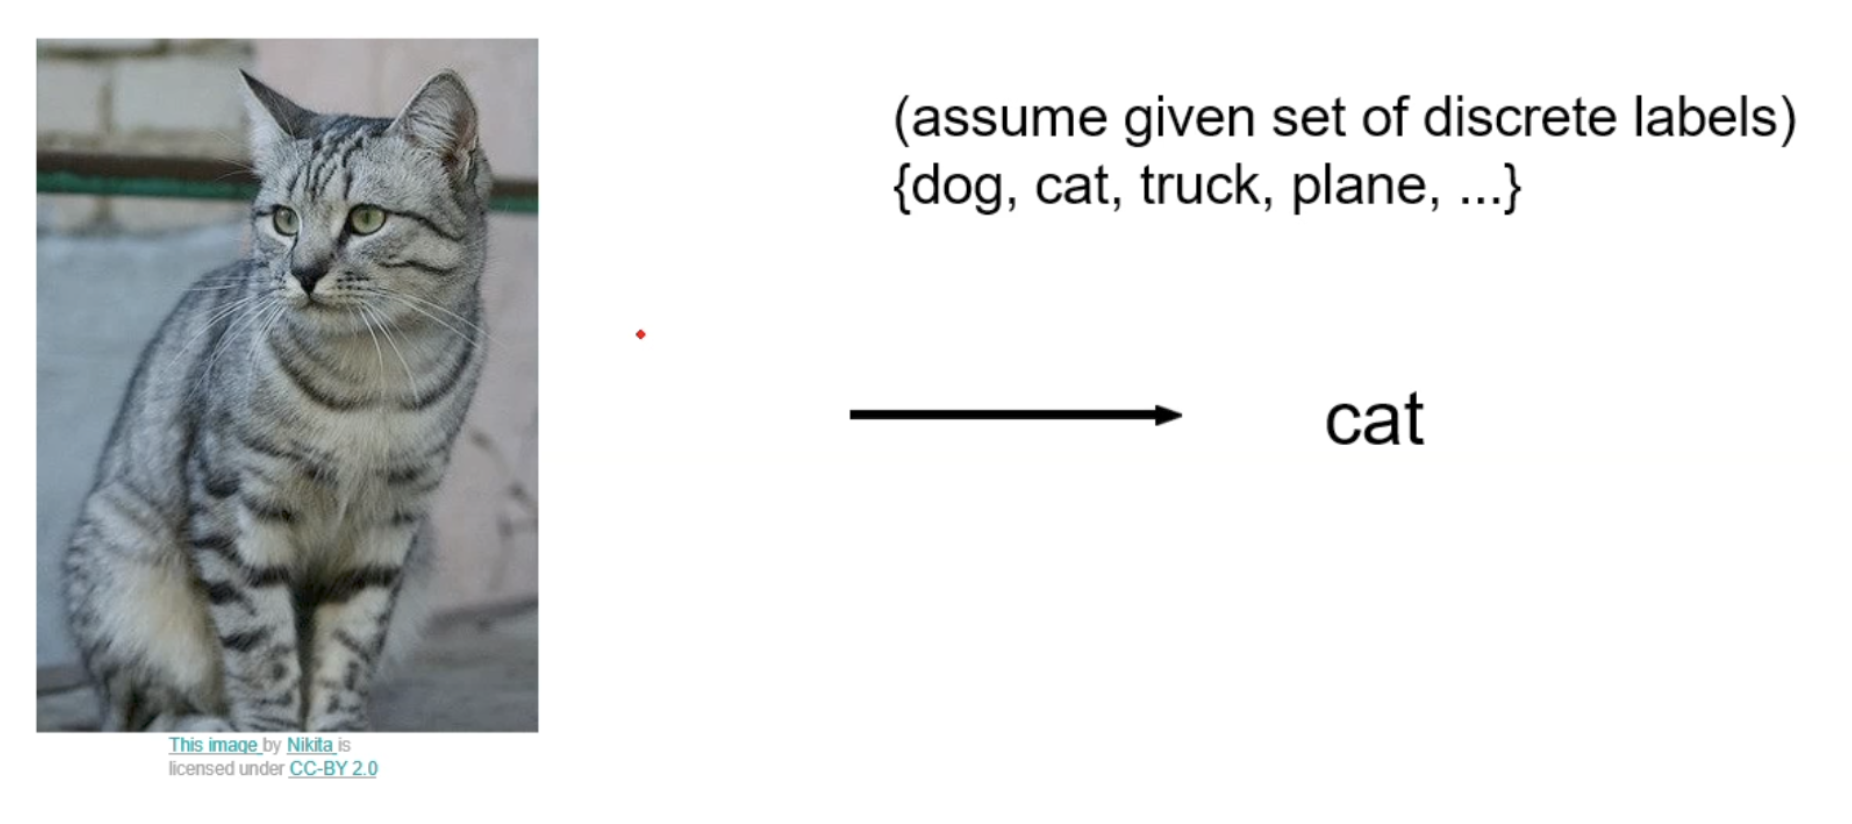 (assume given set of discrete labels)
{dog, cat, truck, plane, ...}
cat
This image by Nikita is
licensed under CC-BY 2.0